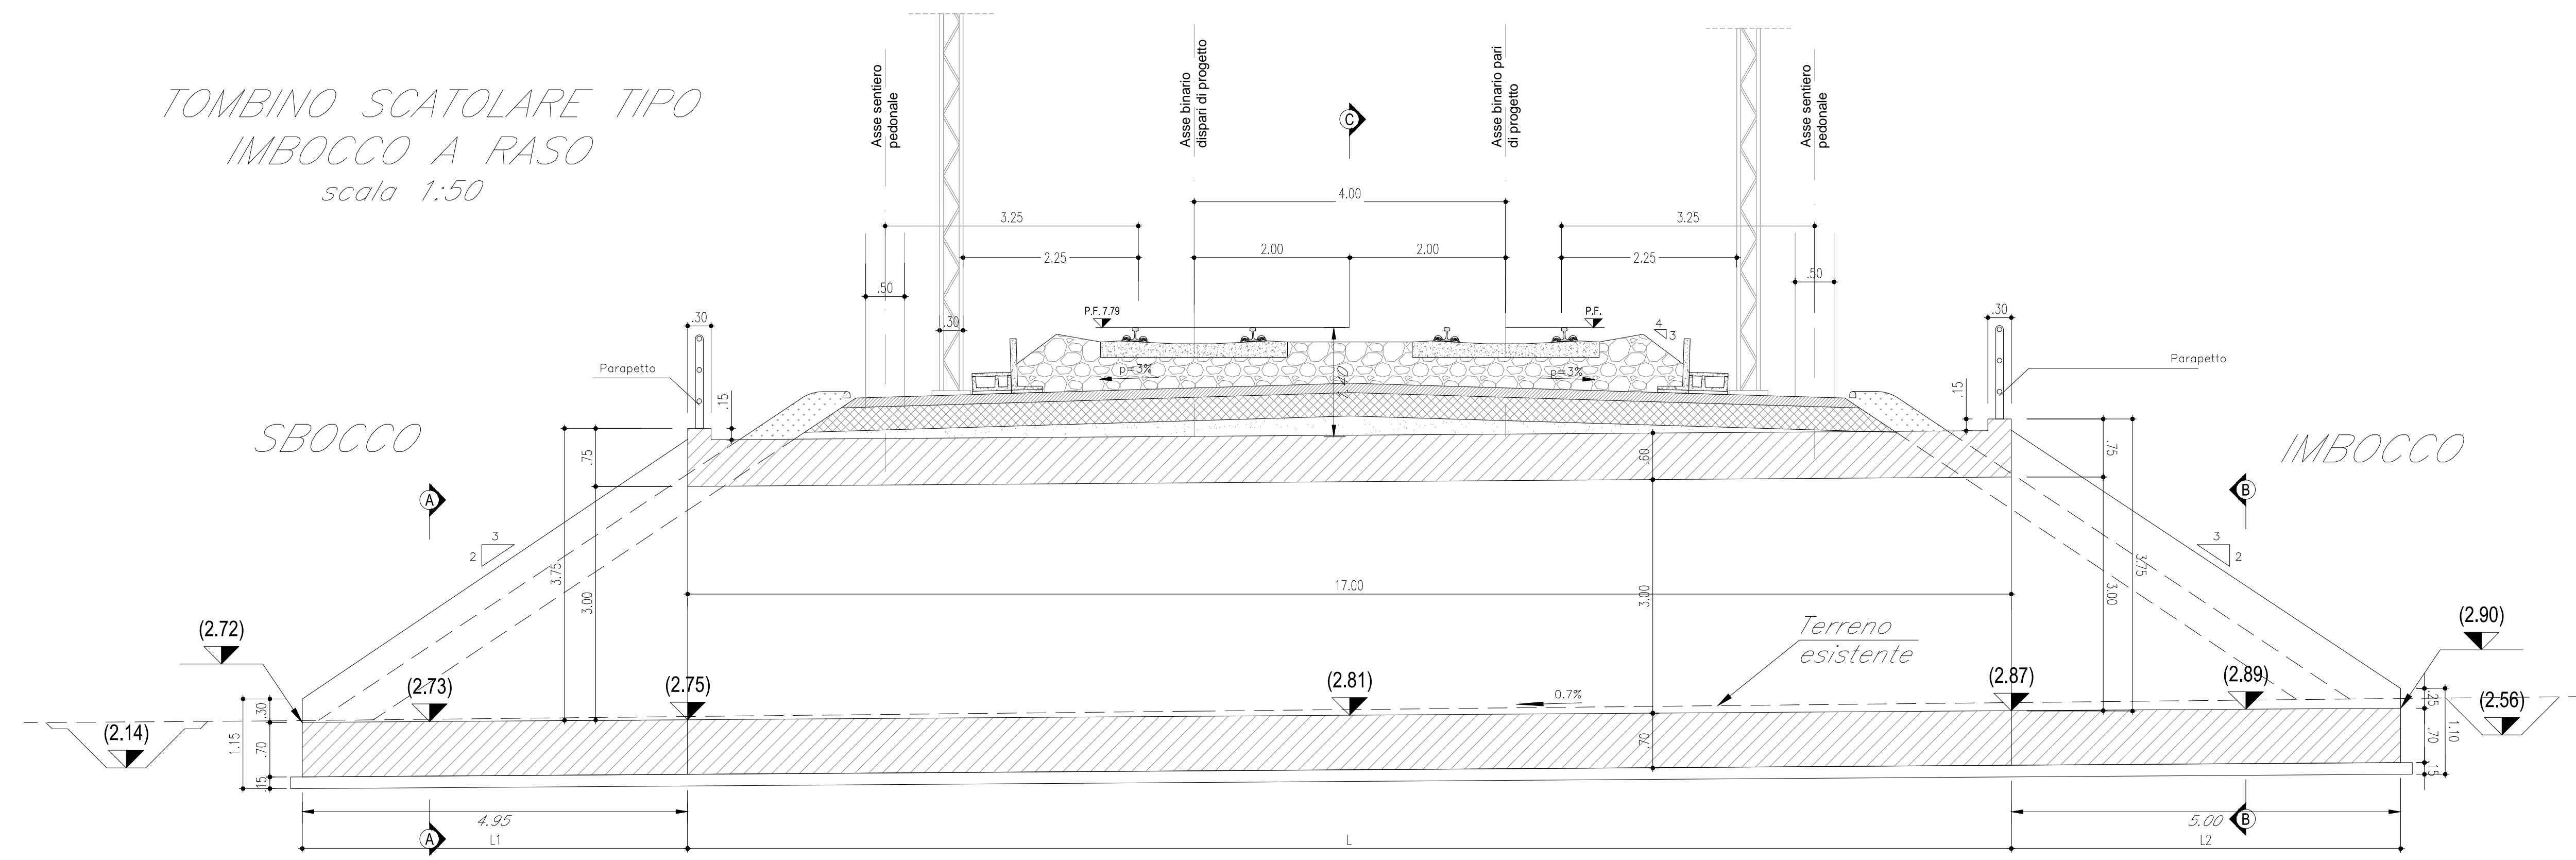 TOMBINO SCATOLARE TIPO
IMBOCCO A RASO
scala 1:50
Asse sentiero
pedonale
Asse binario
dispari di progetto
C
Asse binario pari
di progetto
Asse sentiero
pedonale
4.00
3.25
3.25
2.00
2.00
2.25
2.25
.50
.50
.30
.30
.30
P.F. 7.79
P.F.
4
3
Parapetto
Parapetto
p=3%
p=3%
1.40
.15
.15
SBOCCO
IMBOCCO
.75
.60
.75
A
B
3
2
3
2
3.75
3.00
17.00
3.00
3.00
3.75
Terreno
esistente
(2.72)
(2.73)
(2.75)
(2.81)
0.7%
(2.87)
(2.89)
(2.90)
(2.14)
(2.56)
1.15
.30
.70
.15
.70
.25
.70
.15
1.10
4.95
5.00
A
B
L1
L
L2